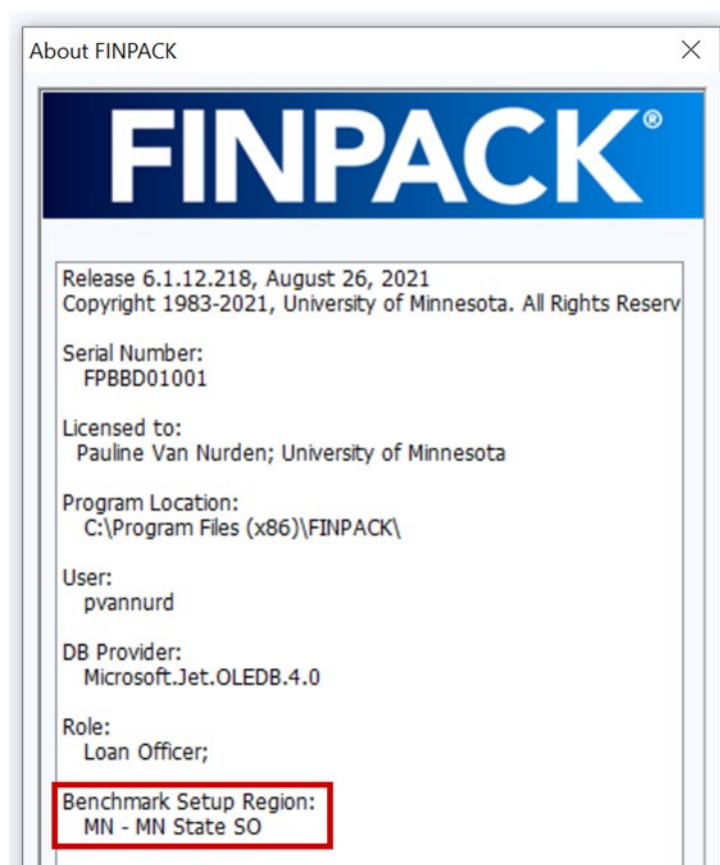 About FINPACK
FINPACK®
Release 6.1.12.218, August 26, 2021
Copyright 1983-2021, University of Minnesota. All Rights Reserv
Serial Number:
FPBBD01001
Licensed to:
Pauline Van Nurden; University of Minnesota
Program Location:
C:\Program Files (x86)\FINPACK\
User:
pvannurd
DB Provider:
Microsoft.Jet.OLEDB.4.0
Role:
Loan Officer;
Benchmark Setup Region:
MN - MN State SO